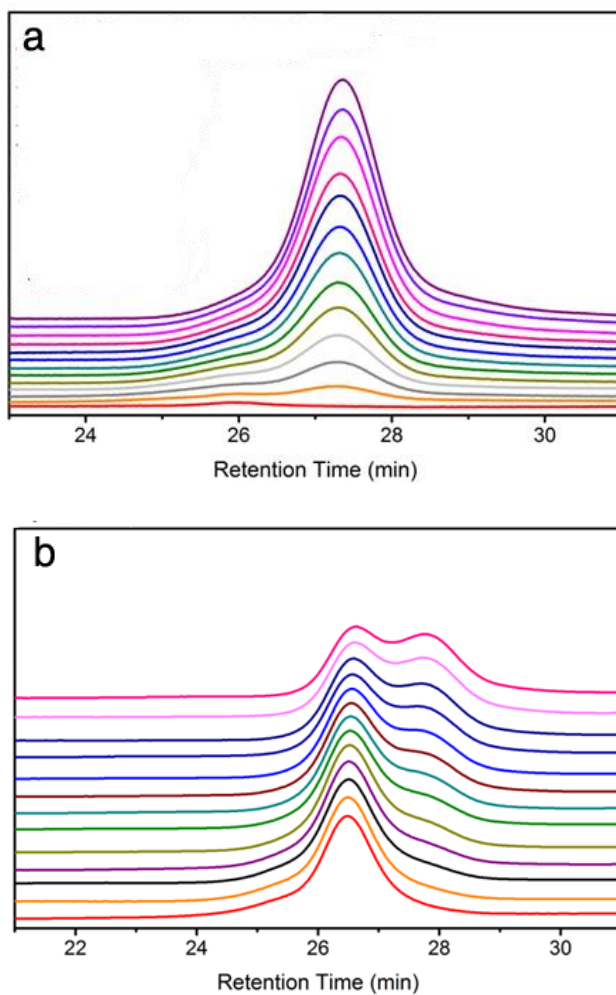 a
24 26 28 30
Retention Time (min)
b
22 24 26 28 30
Retention Time (min)